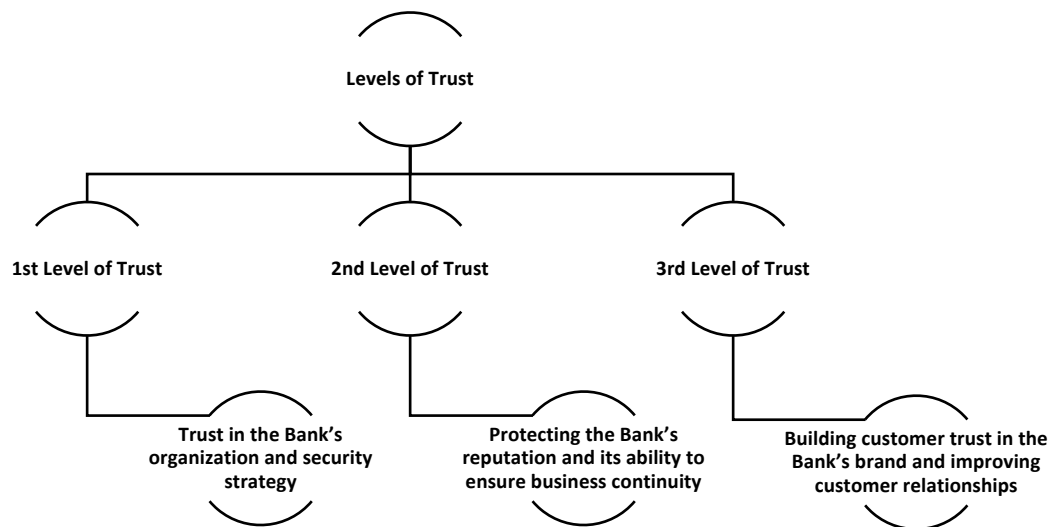 Levels of Trust
1st Level of Trust
2nd Level of Trust
3rd Level of Trust
Trust in the Bank’s
organization and security
strategy
Protecting the Bank’s
reputation and its ability to
ensure business continuity
Building customer trust in the
Bank’s brand and improving
customer relationships